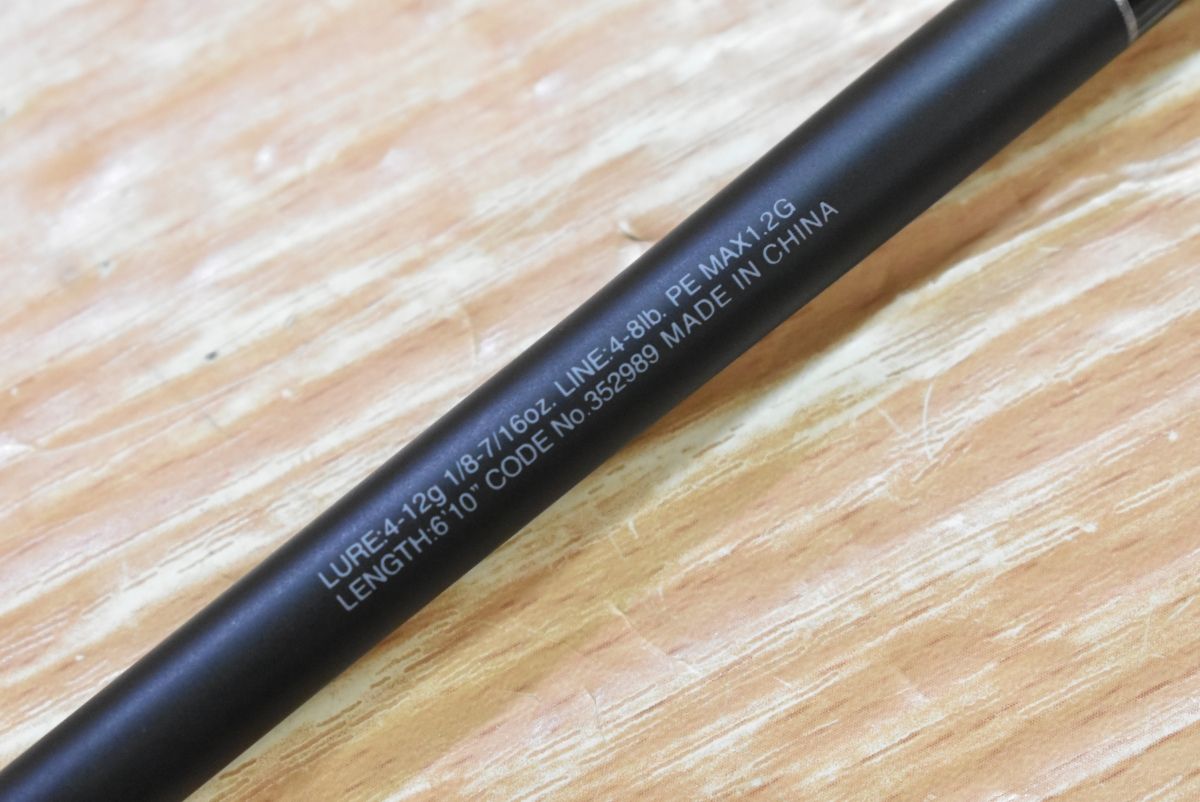 LURE:4-12g 1/8-7/16oz. LINE:4-8lb. PE MAX1.2G
LENGTH:6'10" CODE No.352989 MADE IN CHINA